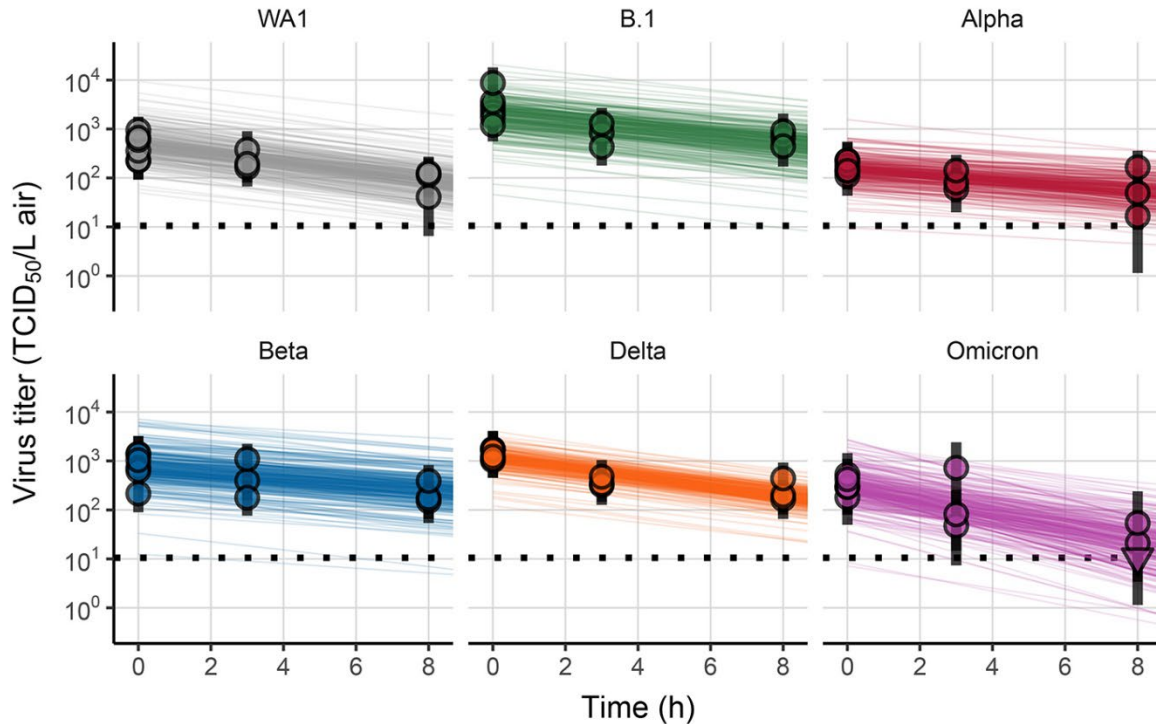 WA1 B.1 Alpha
10⁴
10³
10²
10¹
10⁰
Beta Delta Omicron
10⁴
10³
10²
10¹
10⁰
0 2 4 6 8 0 2 4 6 8 0 2 4 6 8
Time (h)
Virus titer (TCID₅₀/L air)